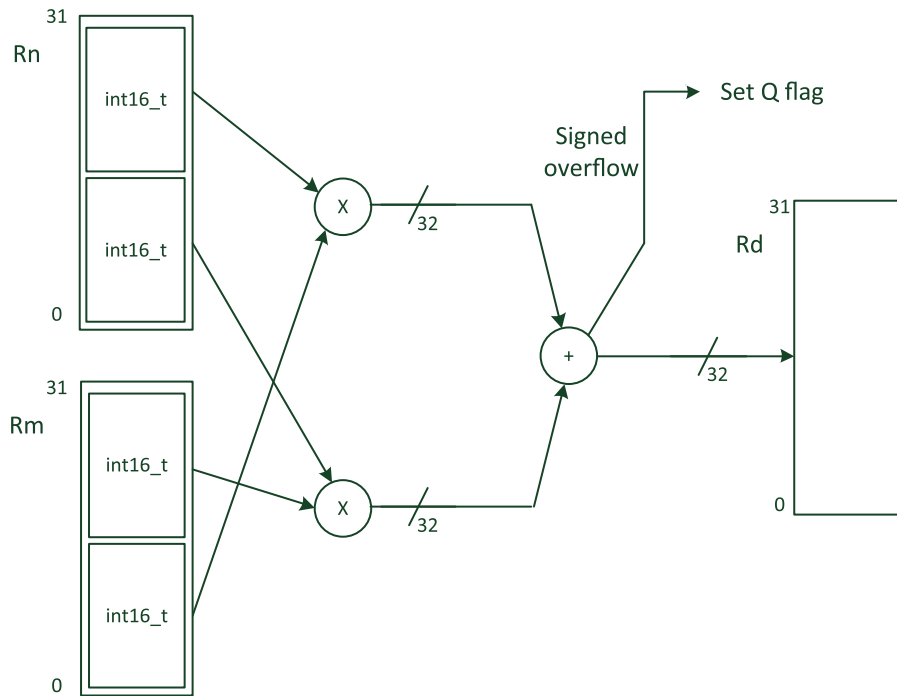 31
Rn
int16_t
int16_t
0
X
32
Signed
overflow
Set Q flag
+
32
31
Rd
0
31
Rm
int16_t
int16_t
0
X
32